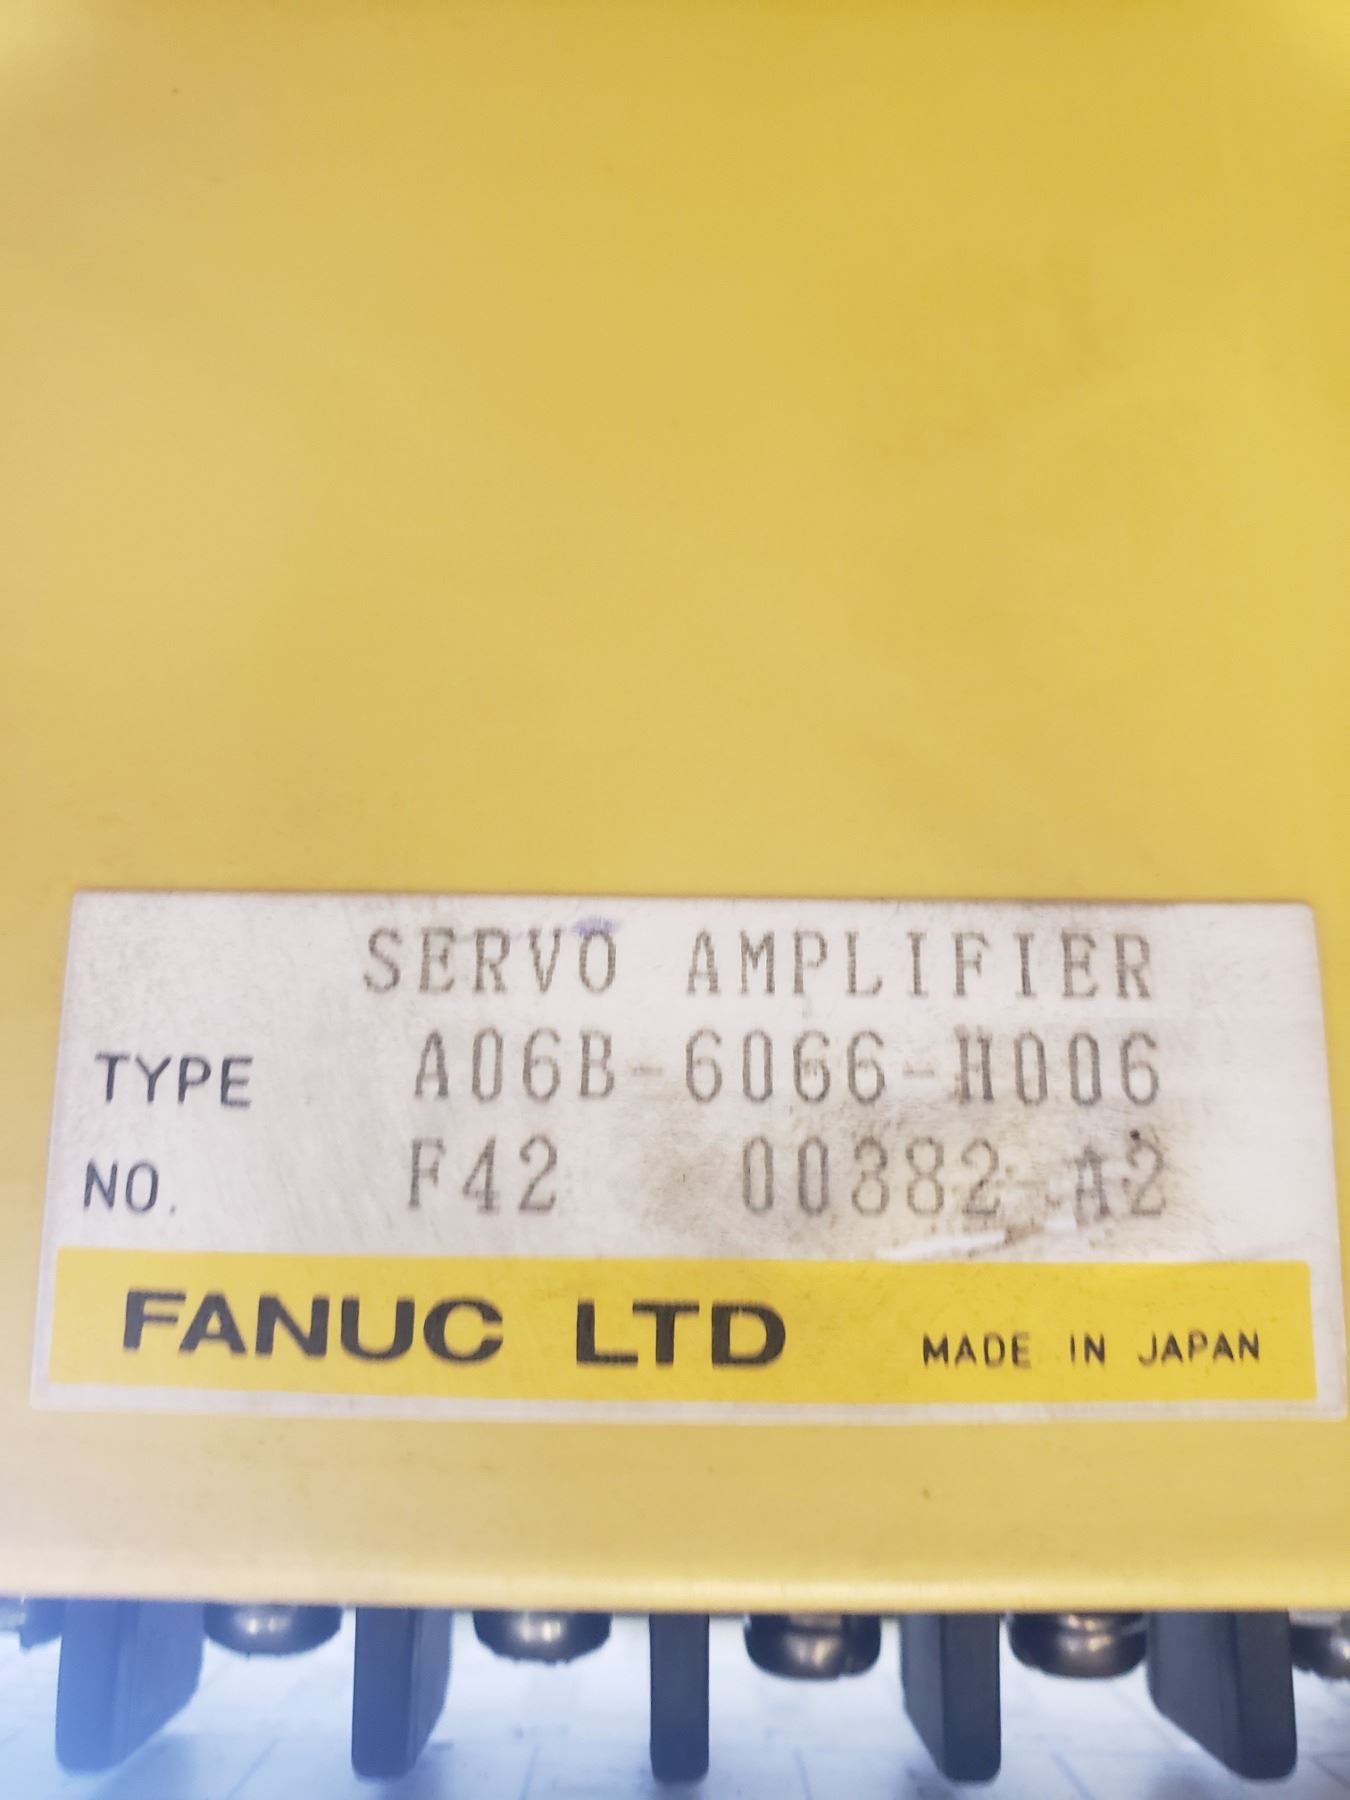 SERVO AMPLIFIER
TYPE A06B-6066-H006
NO. F42 00382-A2
FANUC LTD MADE IN JAPAN